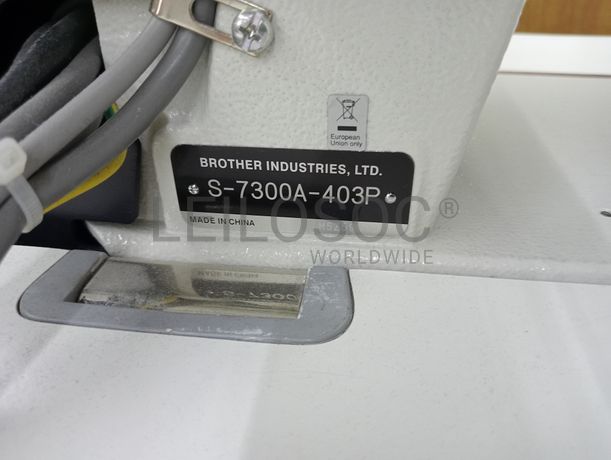 European
Union only
BROTHER INDUSTRIES, LTD.
S-7300A-403P
MADE IN CHINA
LEILOSOC®
WORLDWIDE